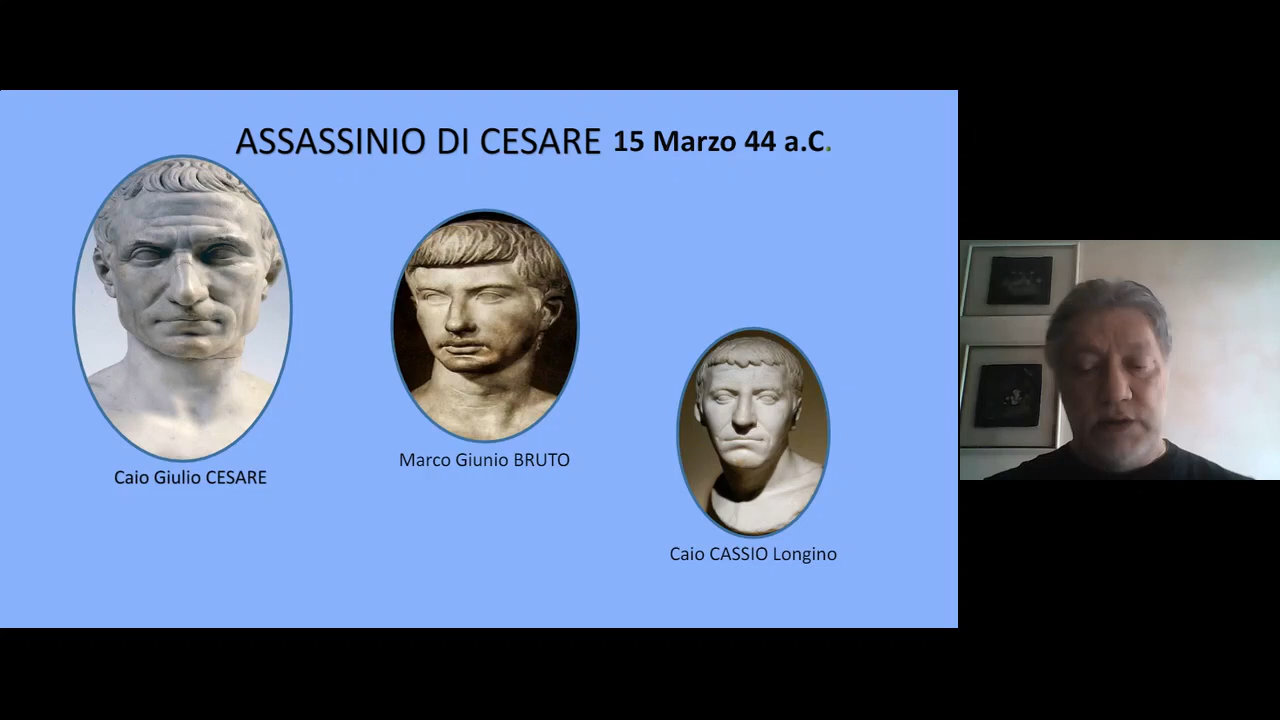 ASSASSINIO DI CESARE 15 Marzo 44 a.C.
Caio Giulio CESARE
Marco Giunio BRUTO
Caio CASSIO Longino